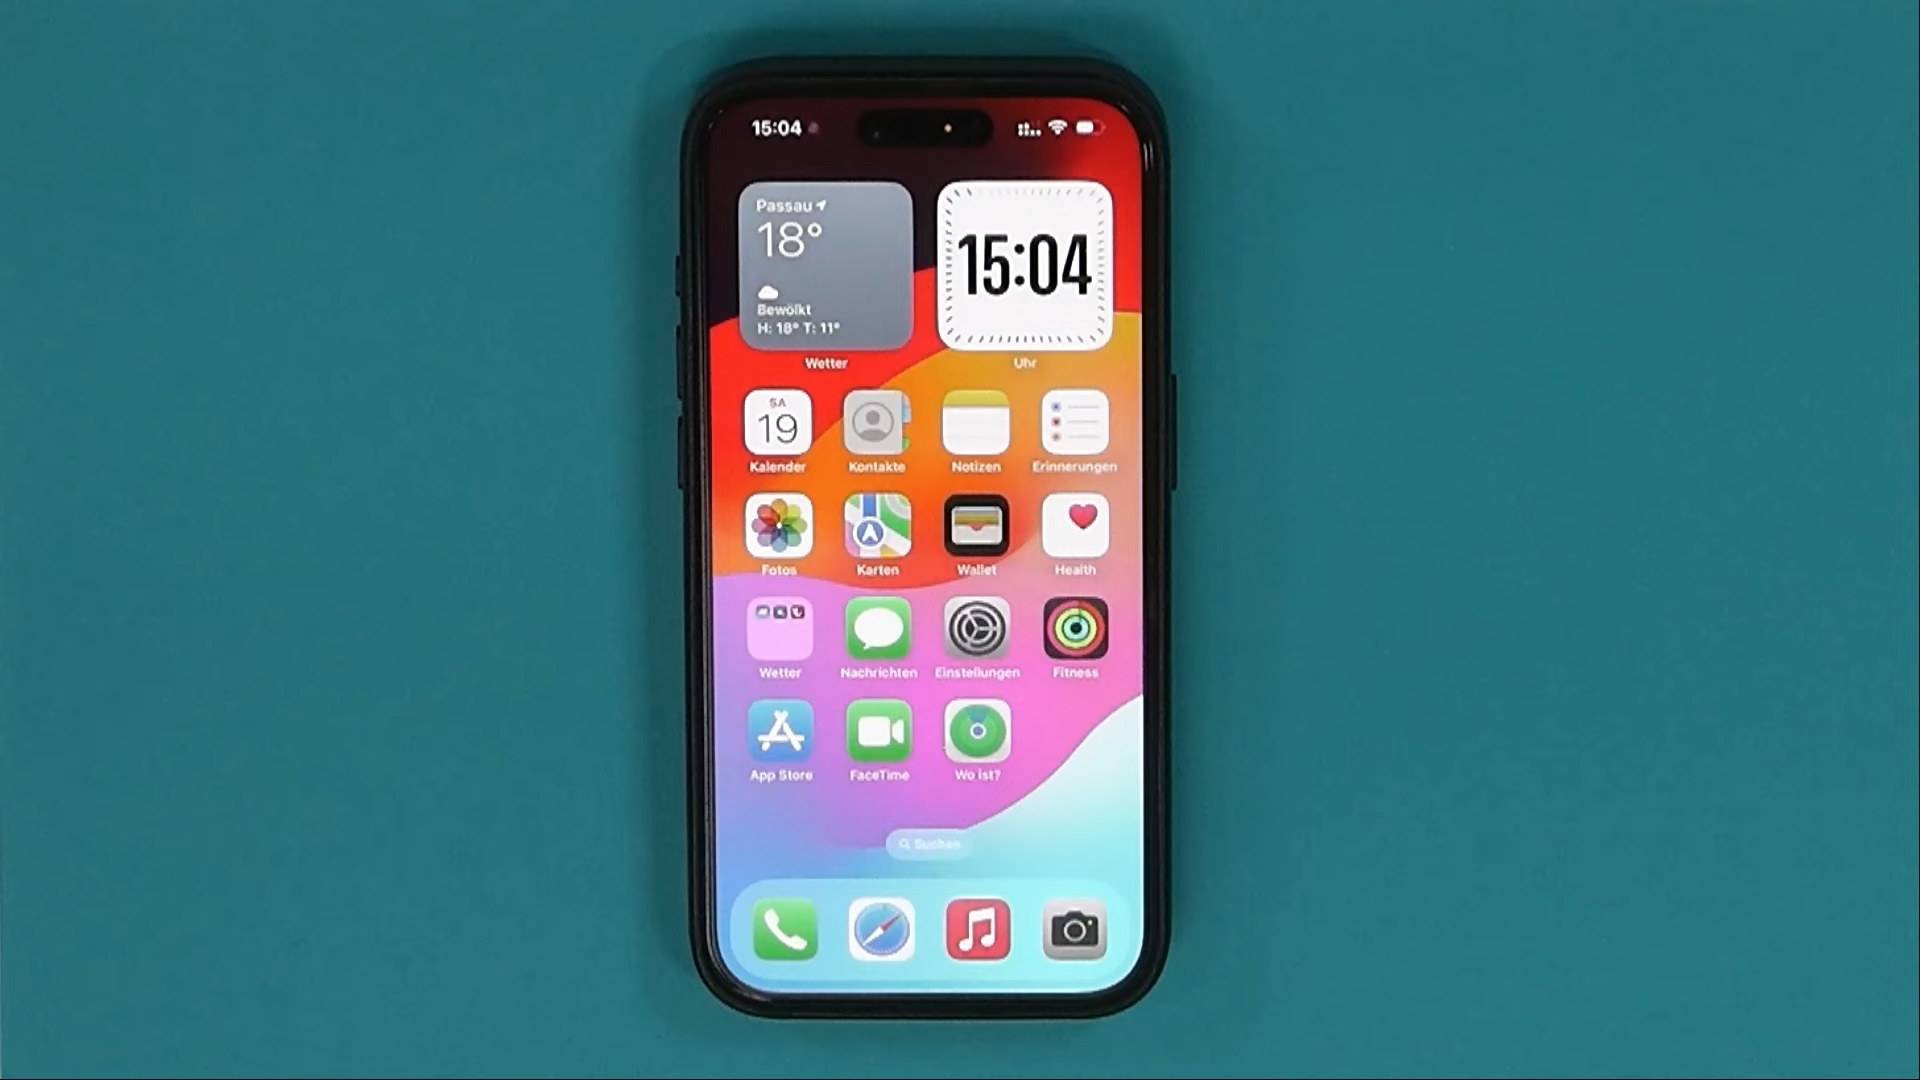 15:04
Passau
18°
Bewölkt
H: 18° T: 11°
15:04
Wetter
Uhr
SA
19
Kalender
Kontakte
Notizen
Erinnerungen
Fotos
Karten
Wallet
Health
Wetter
Nachrichten
Einstellungen
Fitness
App Store
FaceTime
Wo ist?
Suchen